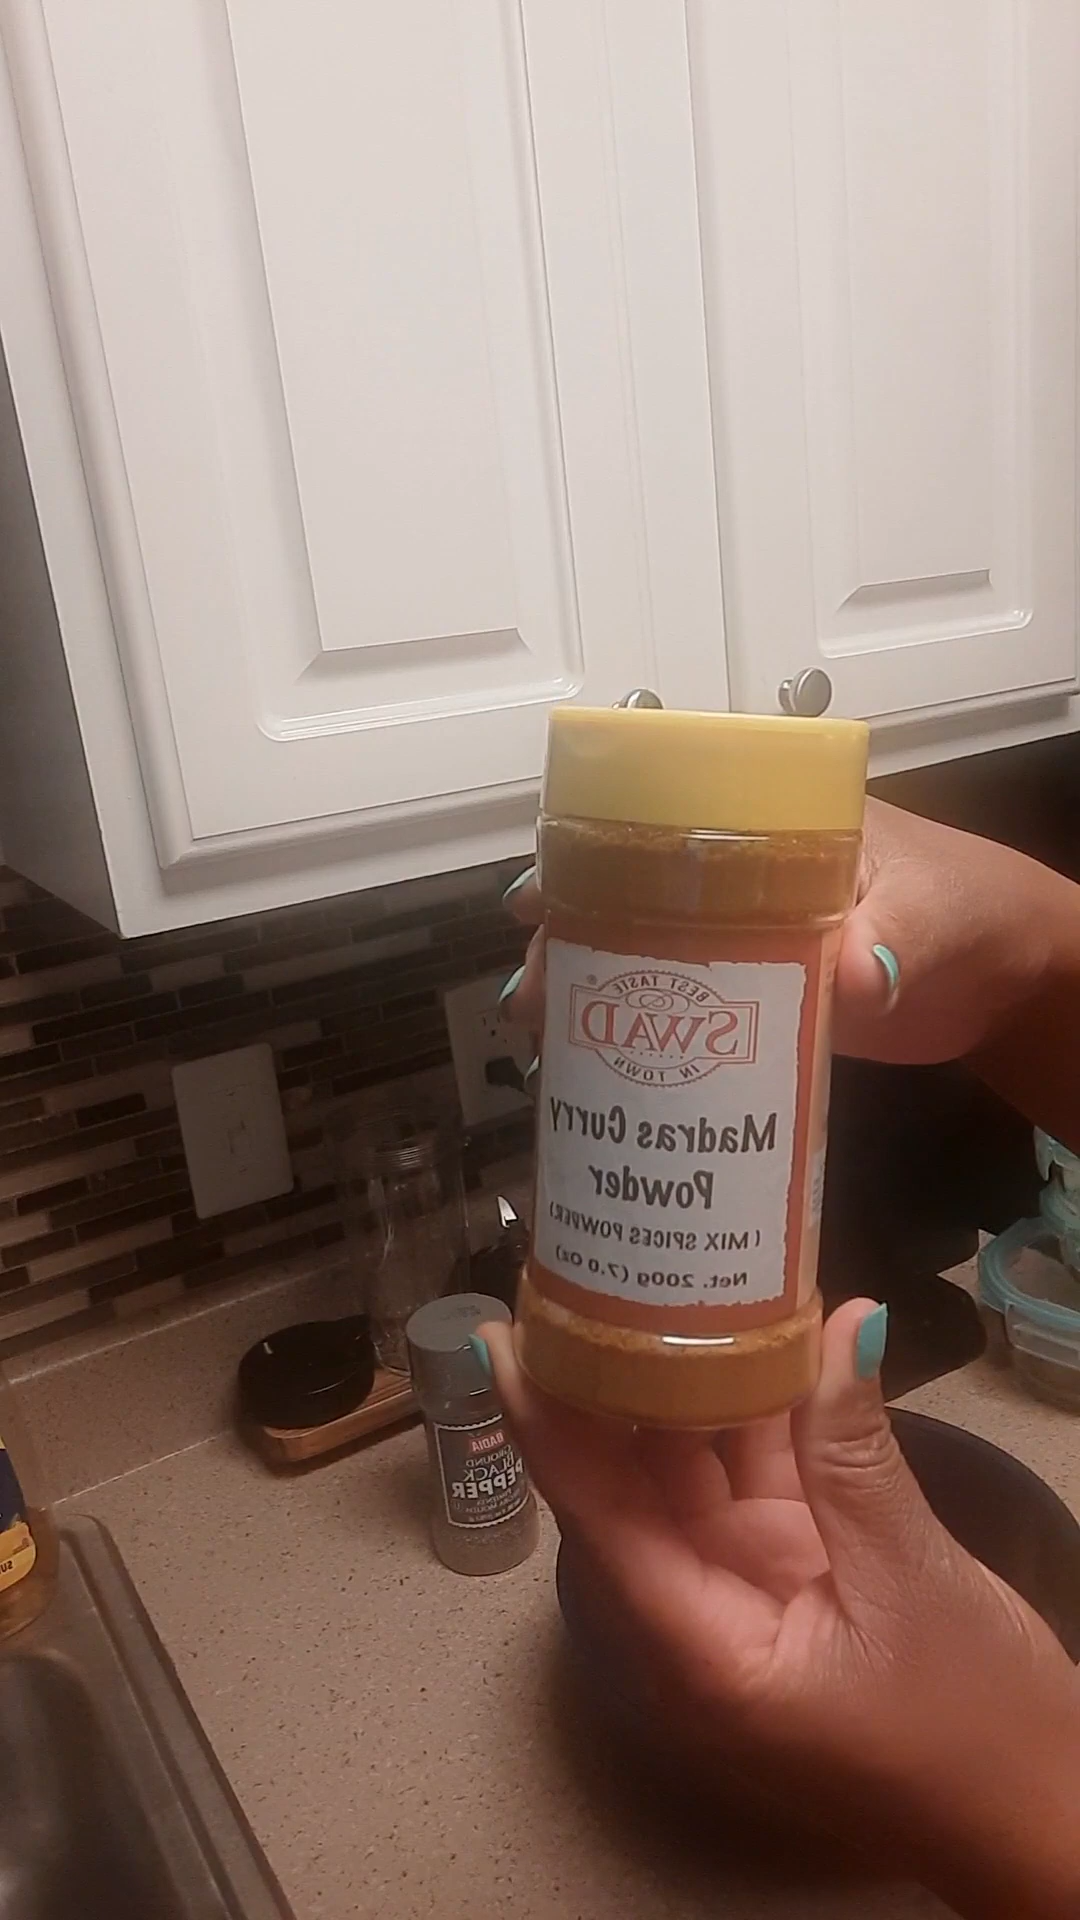 BEST TASTE
®
SWAD
IN TOWN
Madras Curry
Powder
( MIX SPICES POWDER)
Net. 200g (7.0 Oz)
BADIA
GROUND
BLACK
PEPPER
PIMIENTA